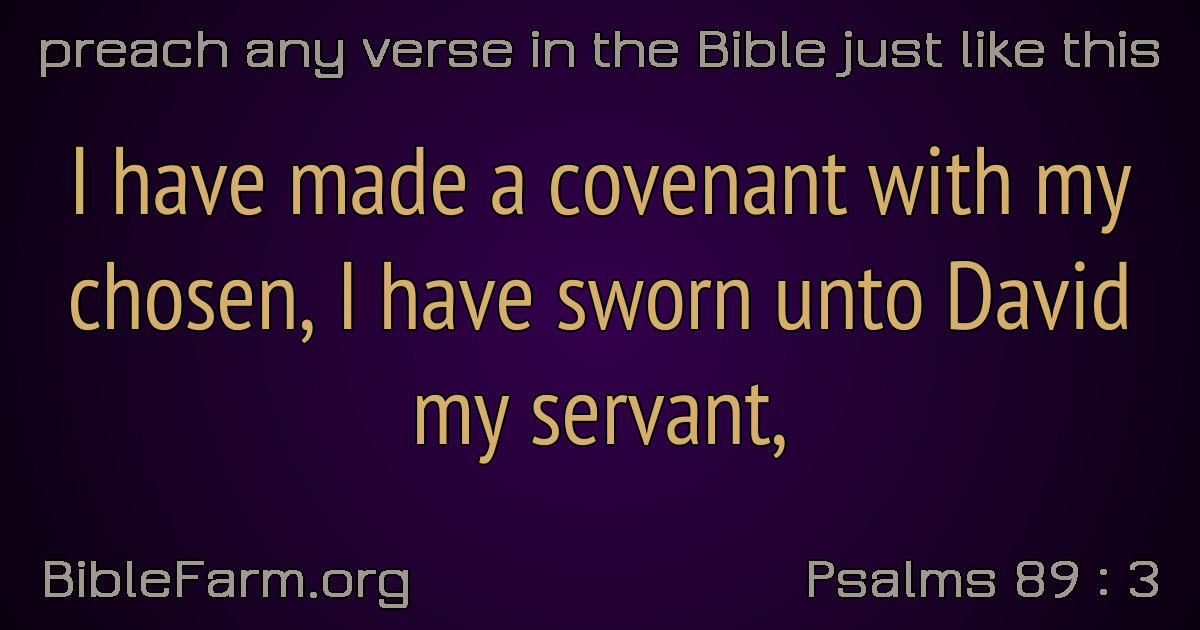 preach any verse in the Bible just like this
I have made a covenant with my
chosen, I have sworn unto David
my servant,
BibleFarm.org
Psalms 89 : 3